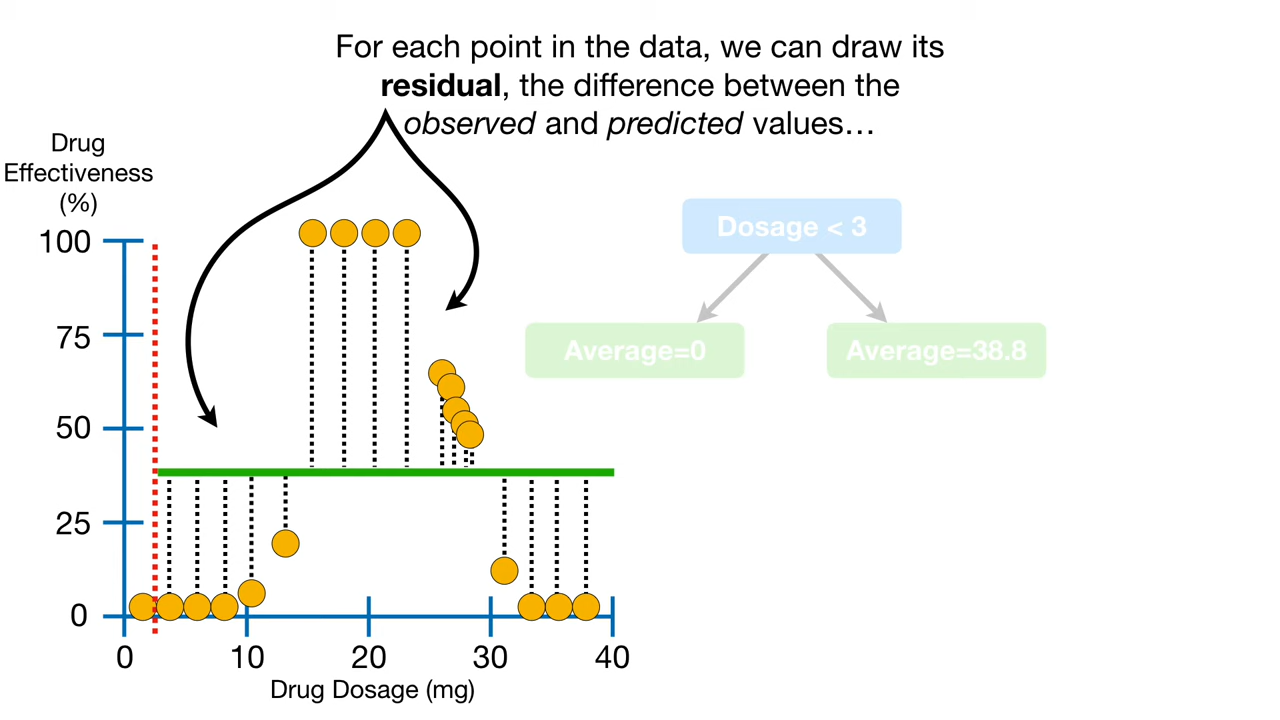 For each point in the data, we can draw its
residual, the difference between the
observed and predicted values…
Drug
Effectiveness
(%)
100
75
50
25
0
0
10
20
30
40
Drug Dosage (mg)
Dosage < 3
Average=0
Average=38.8